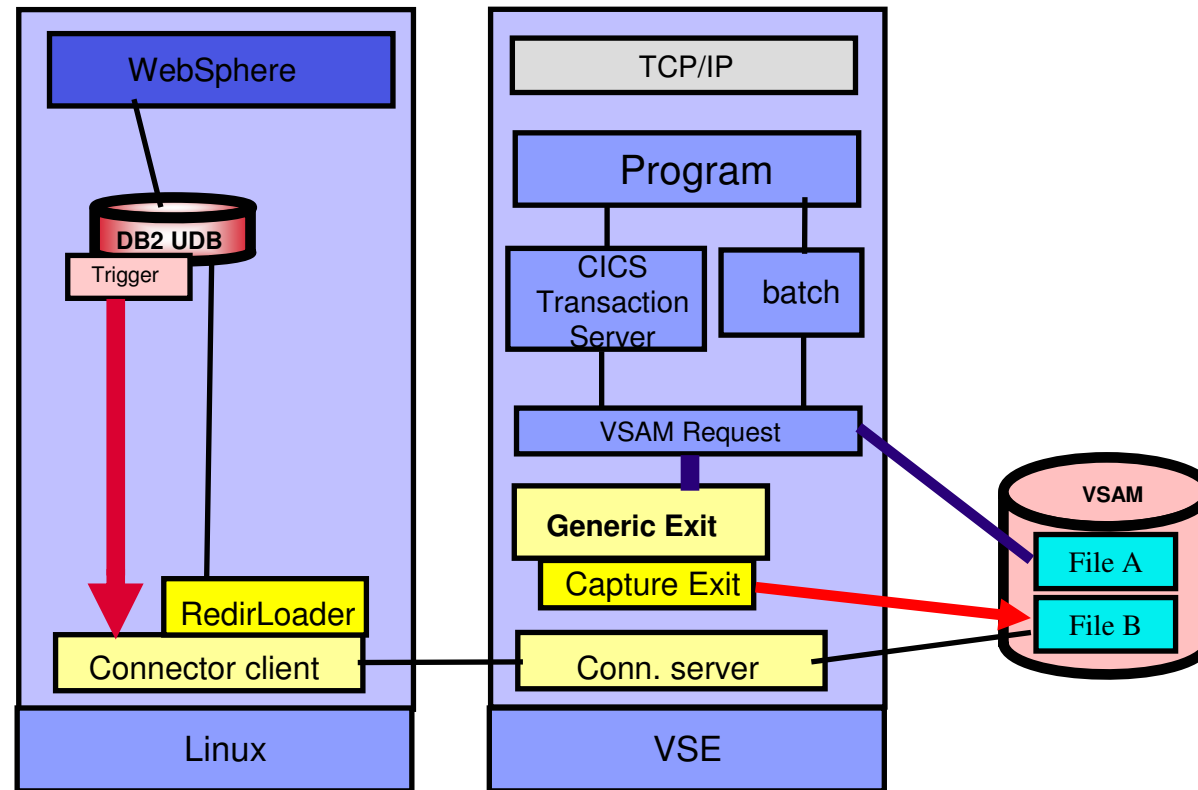 WebSphere
DB2 UDB
Trigger
RedirLoader
Connector client
Linux
TCP/IP
Program
CICS
Transaction
Server
batch
VSAM Request
Generic Exit
Capture Exit
Conn. server
VSE
VSAM
File A
File B